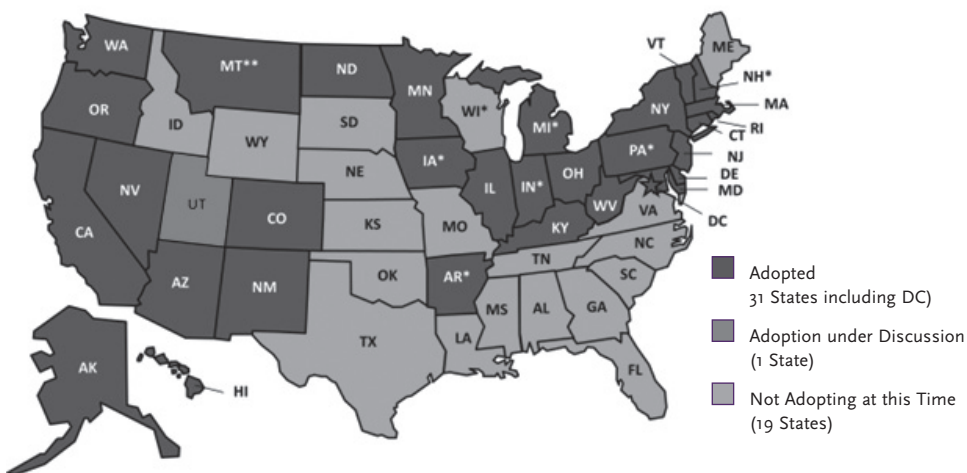 WA
MT**
ND
MN
OR
ID
WY
SD
WI*
MI*
NY
VT
ME
NH*
MA
RI
CT
NJ
DE
MD
DC
PA*
NV
UT
CO
NE
IA*
IL
IN*
OH
WV
VA
KY
KS
MO
CA
AZ
NM
OK
AR*
TN
NC
SC
MS
AL
GA
TX
LA
FL
AK
HI
Adopted
31 States including DC)
Adoption under Discussion
(1 State)
Not Adopting at this Time
(19 States)